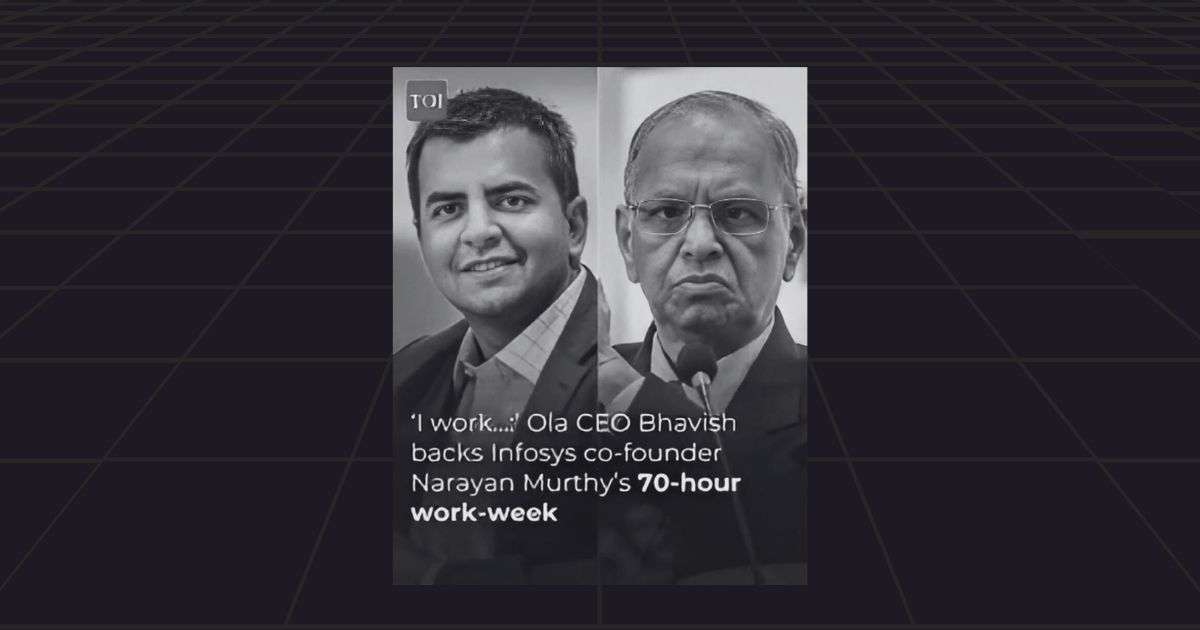 TOI
‘I work...:' Ola CEO Bhavish
backs Infosys co-founder
Narayan Murthy's 70-hour
work-week